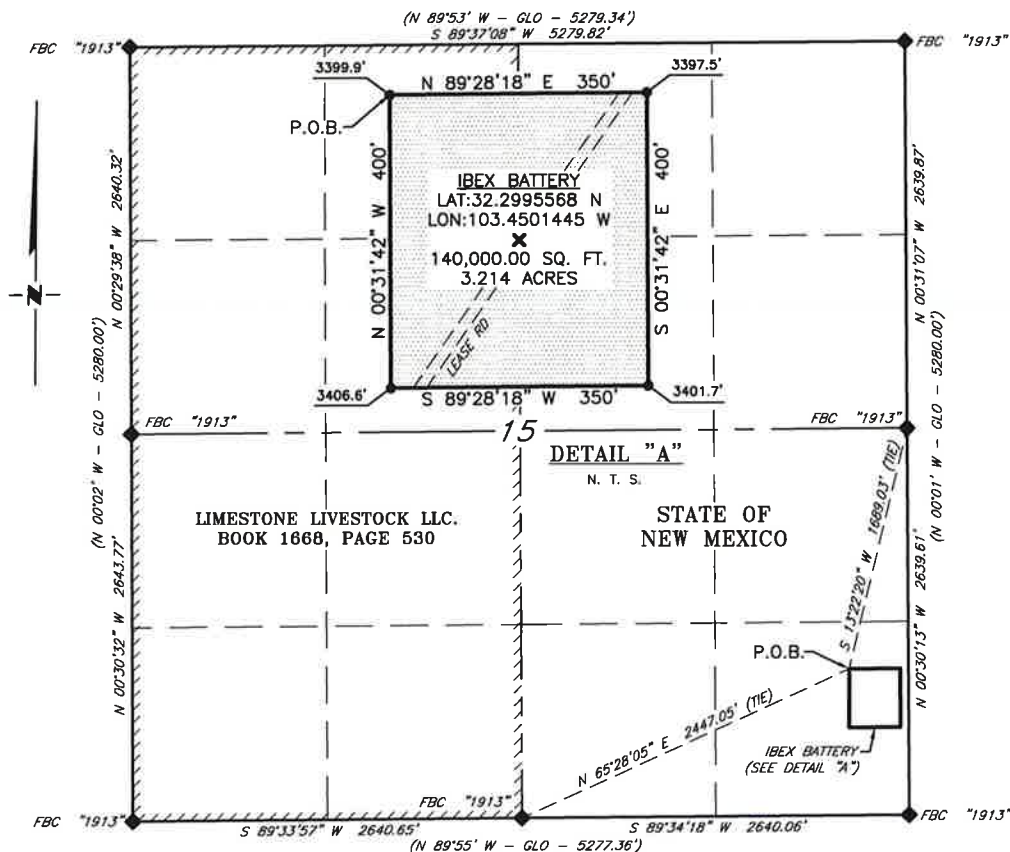 (N 89°53' W - GLO - 5279.34')
S 89°37'08" W 5279.82'
FBC "1913"
FBC "1913"
3399.9'
N 89°28'18" E 350'
3397.5'
P.O.B.
N 00°31'42" W 400'
S 00°31'42" E 400'
IBEX BATTERY
LAT:32.2995568 N
LON:103.4501445 W
X
140,000.00 SQ. FT.
3.214 ACRES
LEASE RD
N 00°29'38" W 2640.32'
N 00°31'07" W 2639.87'
N
(N 00°02' W - GLO - 5280.00')
(N 00°01' W - GLO - 5280.00')
3406.6'
S 89°28'18" W 350'
3401.7'
FBC "1913"
15
FBC "1913"
DETAIL "A"
N. T. S.
LIMESTONE LIVESTOCK LLC.
BOOK 1668, PAGE 530
STATE OF
NEW MEXICO
S 13°22'20" W 1689.03' (TIE)
N 00°30'32" W 2643.77'
N 00°30'13" W 2639.61'
P.O.B.
N 65°28'05" E 2447.05' (TIE)
IBEX BATTERY
(SEE DETAIL "A")
FBC "1913"
FBC "1913"
FBC "1913"
S 89°33'57" W 2640.65'
S 89°34'18" W 2640.06'
(N 89°55' W - GLO - 5277.36')